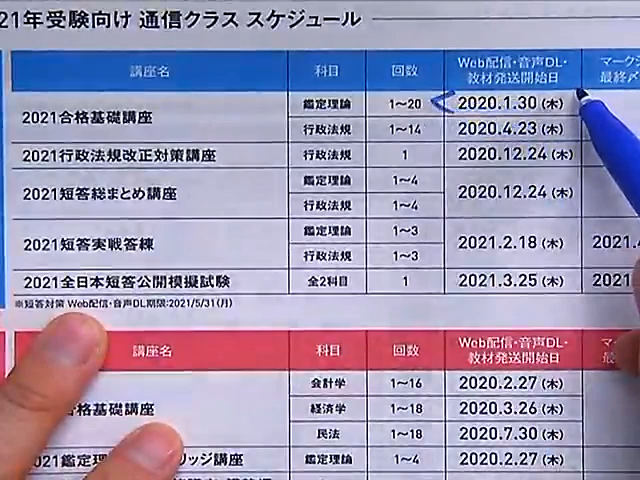 21年受験向け 通信クラス スケジュール
講座名 科目 回数 Web配信・音声DL・教材発送開始日 マーク 最終〆
2021合格基礎講座 鑑定理論 1～20 2020.1.30(木)
行政法規 1～14 2020.4.23(木)
2021行政法規改正対策講座 行政法規 1 2020.12.24(木)
2021短答総まとめ講座 鑑定理論 1～4 2020.12.24(木)
行政法規 1～4
2021短答実戦答練 鑑定理論 1～3 2021.2.18(木) 2021.
行政法規 1～3
2021全日本短答公開模擬試験 全2科目 1 2021.3.25(木) 2021
※短答対策 Web配信・音声DL期限:2021/5/31(月)
講座名 科目 回数 Web配信・音声DL・教材発送開始日
格基礎講座 会計学 1～16 2020.2.27(木)
経済学 1～18 2020.3.26(木)
民法 1～18 2020.7.30(木)
2021鑑定理 リッジ講座 鑑定理論 1～4 2020.2.27(木)